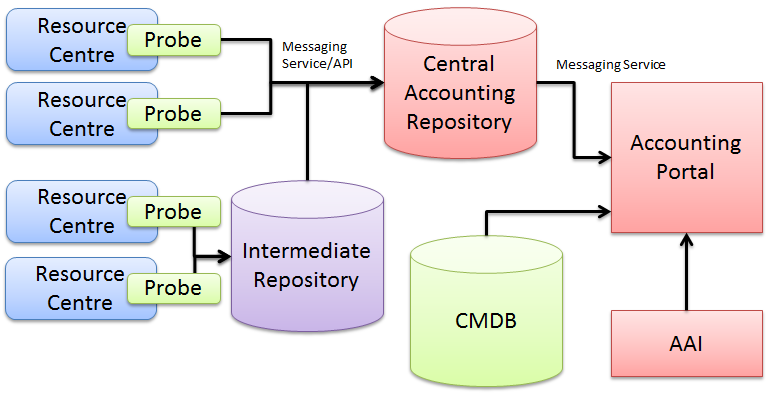 Resource
Centre
Probe
Resource
Centre
Probe
Messaging
Service/API
Central
Accounting
Repository
Messaging Service
Accounting
Portal
Resource
Centre
Probe
Resource
Centre
Probe
Intermediate
Repository
CMDB
AAI